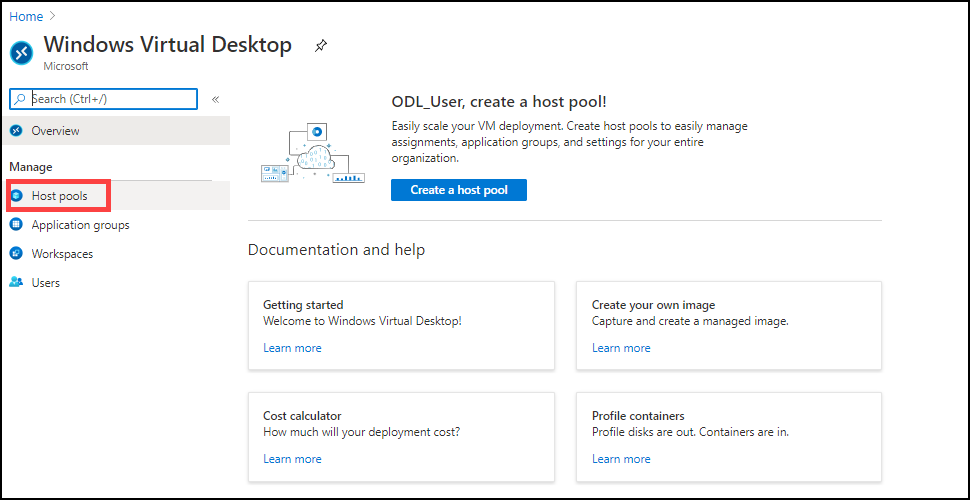 Home
Windows Virtual Desktop
Microsoft
Search (Ctrl+/)
«
Overview
Manage
Host pools
Application groups
Workspaces
Users
ODL_User, create a host pool!
Easily scale your VM deployment. Create host pools to easily manage
assignments, application groups, and settings for your entire
organization.
Create a host pool
Documentation and help
Getting started
Welcome to Windows Virtual Desktop!
Learn more
Create your own image
Capture and create a managed image.
Learn more
Cost calculator
How much will your deployment cost?
Learn more
Profile containers
Profile disks are out. Containers are in.
Learn more